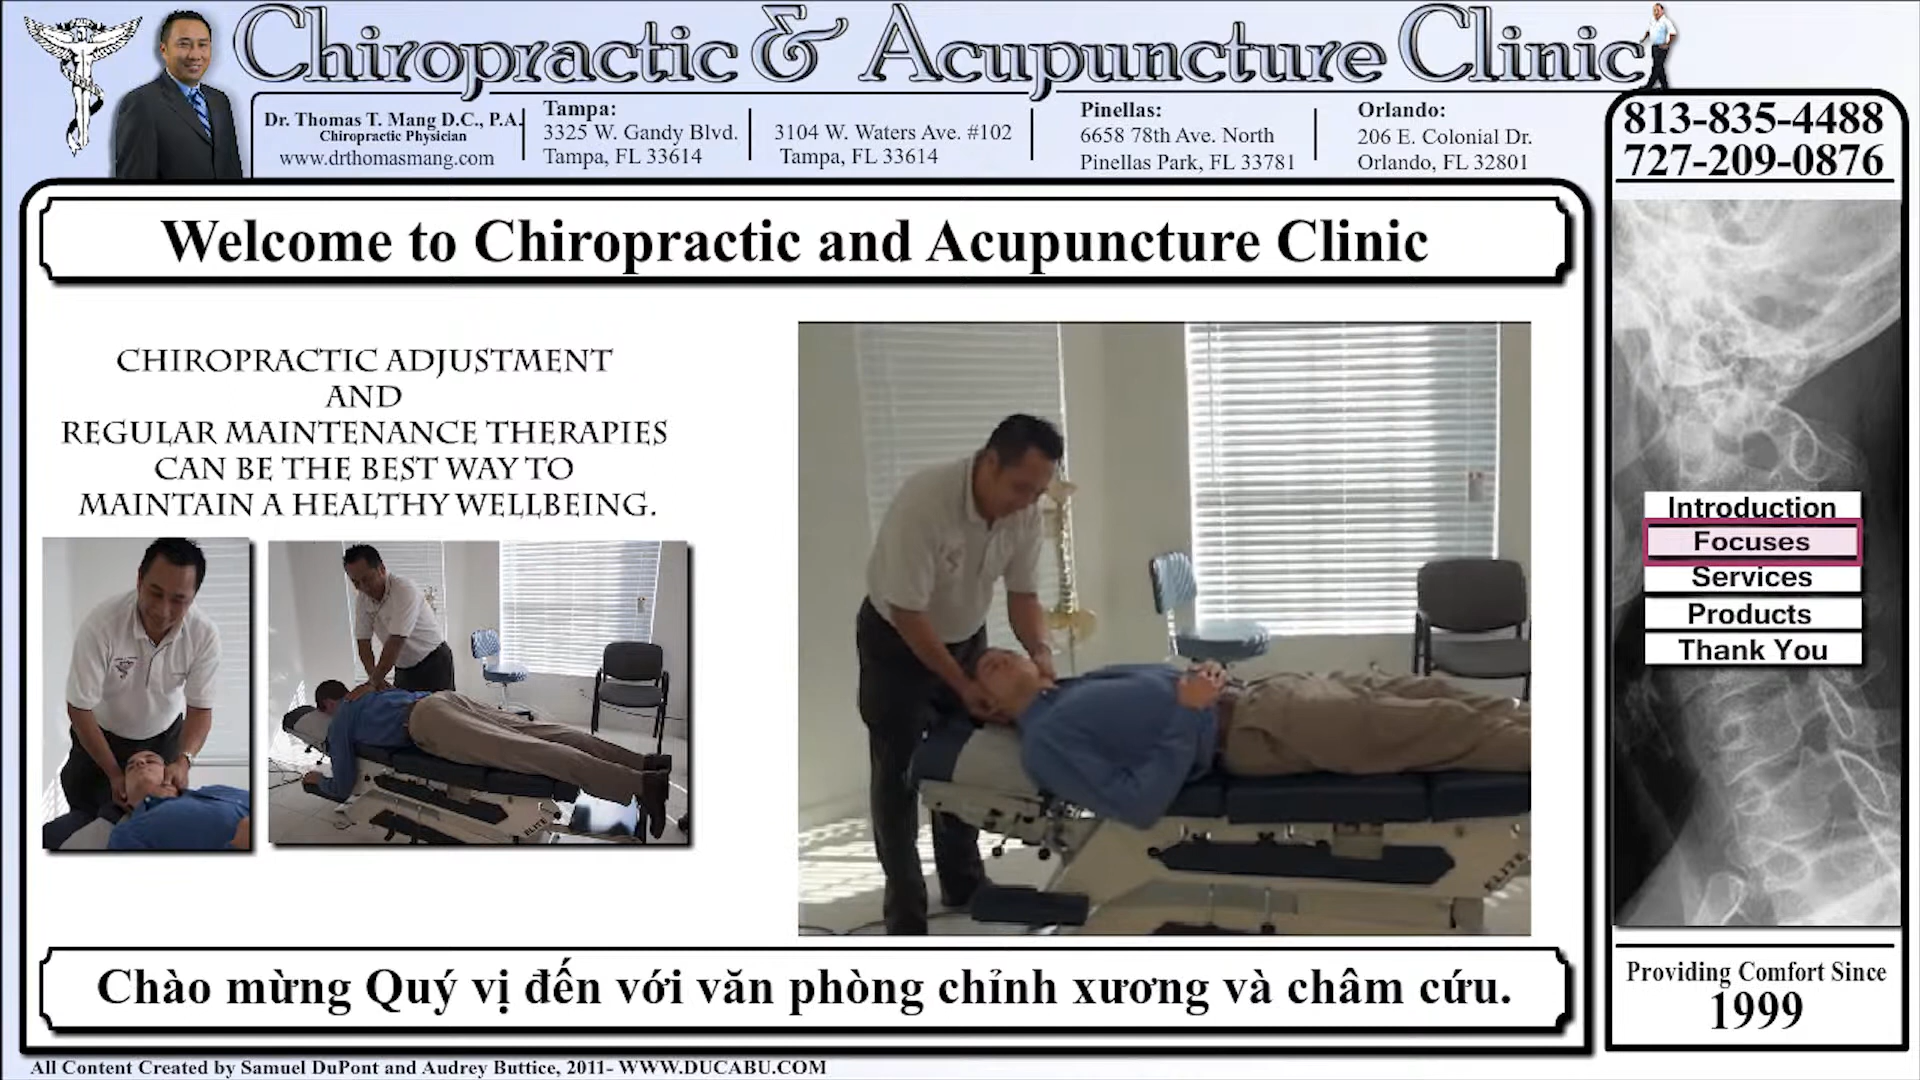 Chiropractic & Acupuncture Clinic
Dr. Thomas T. Mang D.C., P.A.
Chiropractic Physician
www.drthomasmang.com
Tampa:
3325 W. Gandy Blvd.
Tampa, FL 33614
3104 W. Waters Ave. #102
Tampa, FL 33614
Pinellas:
6658 78th Ave. North
Pinellas Park, FL 33781
Orlando:
206 E. Colonial Dr.
Orlando, FL 32801
813-835-4488
727-209-0876
Welcome to Chiropractic and Acupuncture Clinic
CHIROPRACTIC ADJUSTMENT
AND
REGULAR MAINTENANCE THERAPIES
CAN BE THE BEST WAY TO
MAINTAIN A HEALTHY WELLBEING.
ELITE
ELITE
Introduction
Focuses
Services
Products
Thank You
Chào mừng Quý vị đến với văn phòng chỉnh xương và châm cứu.
Providing Comfort Since
1999
All Content Created by Samuel DuPont and Audrey Buttice, 2011- WWW.DUCABU.COM